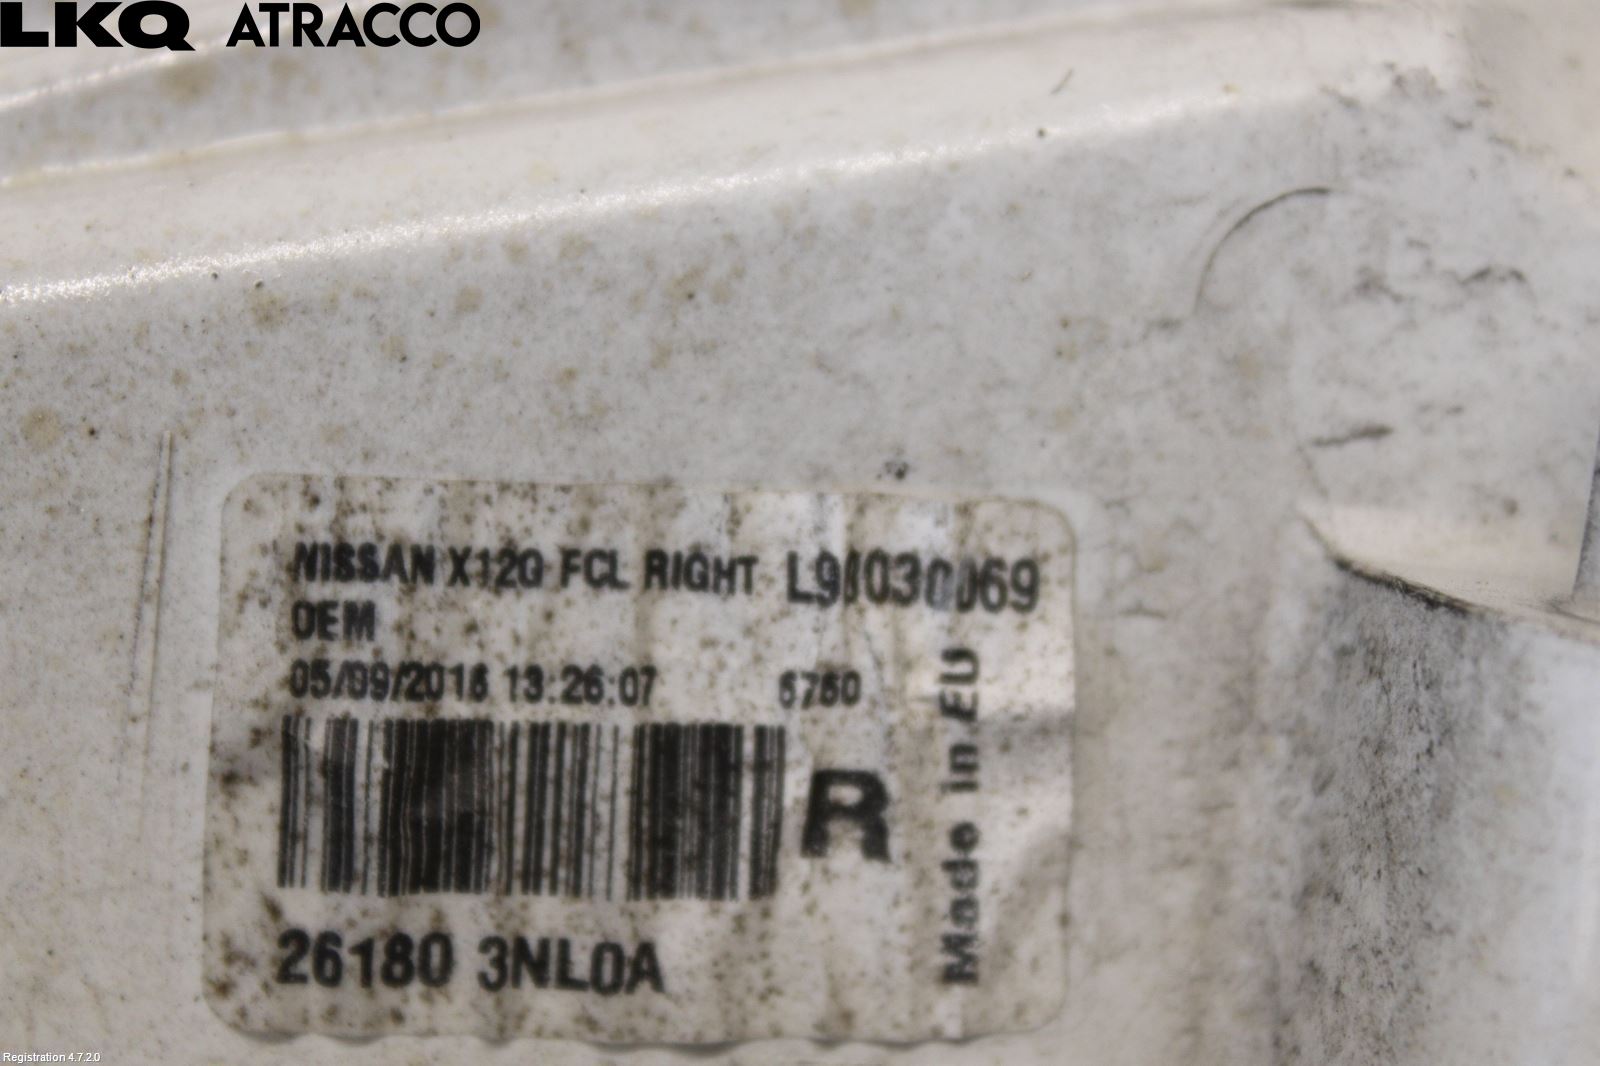 LKQ ATRACCO
NISSAN X12G FCL RIGHT
OEM
05/09/2016 13:26:07
R
Made in EU
26180 3NL0A
Registration 4.7.2.0